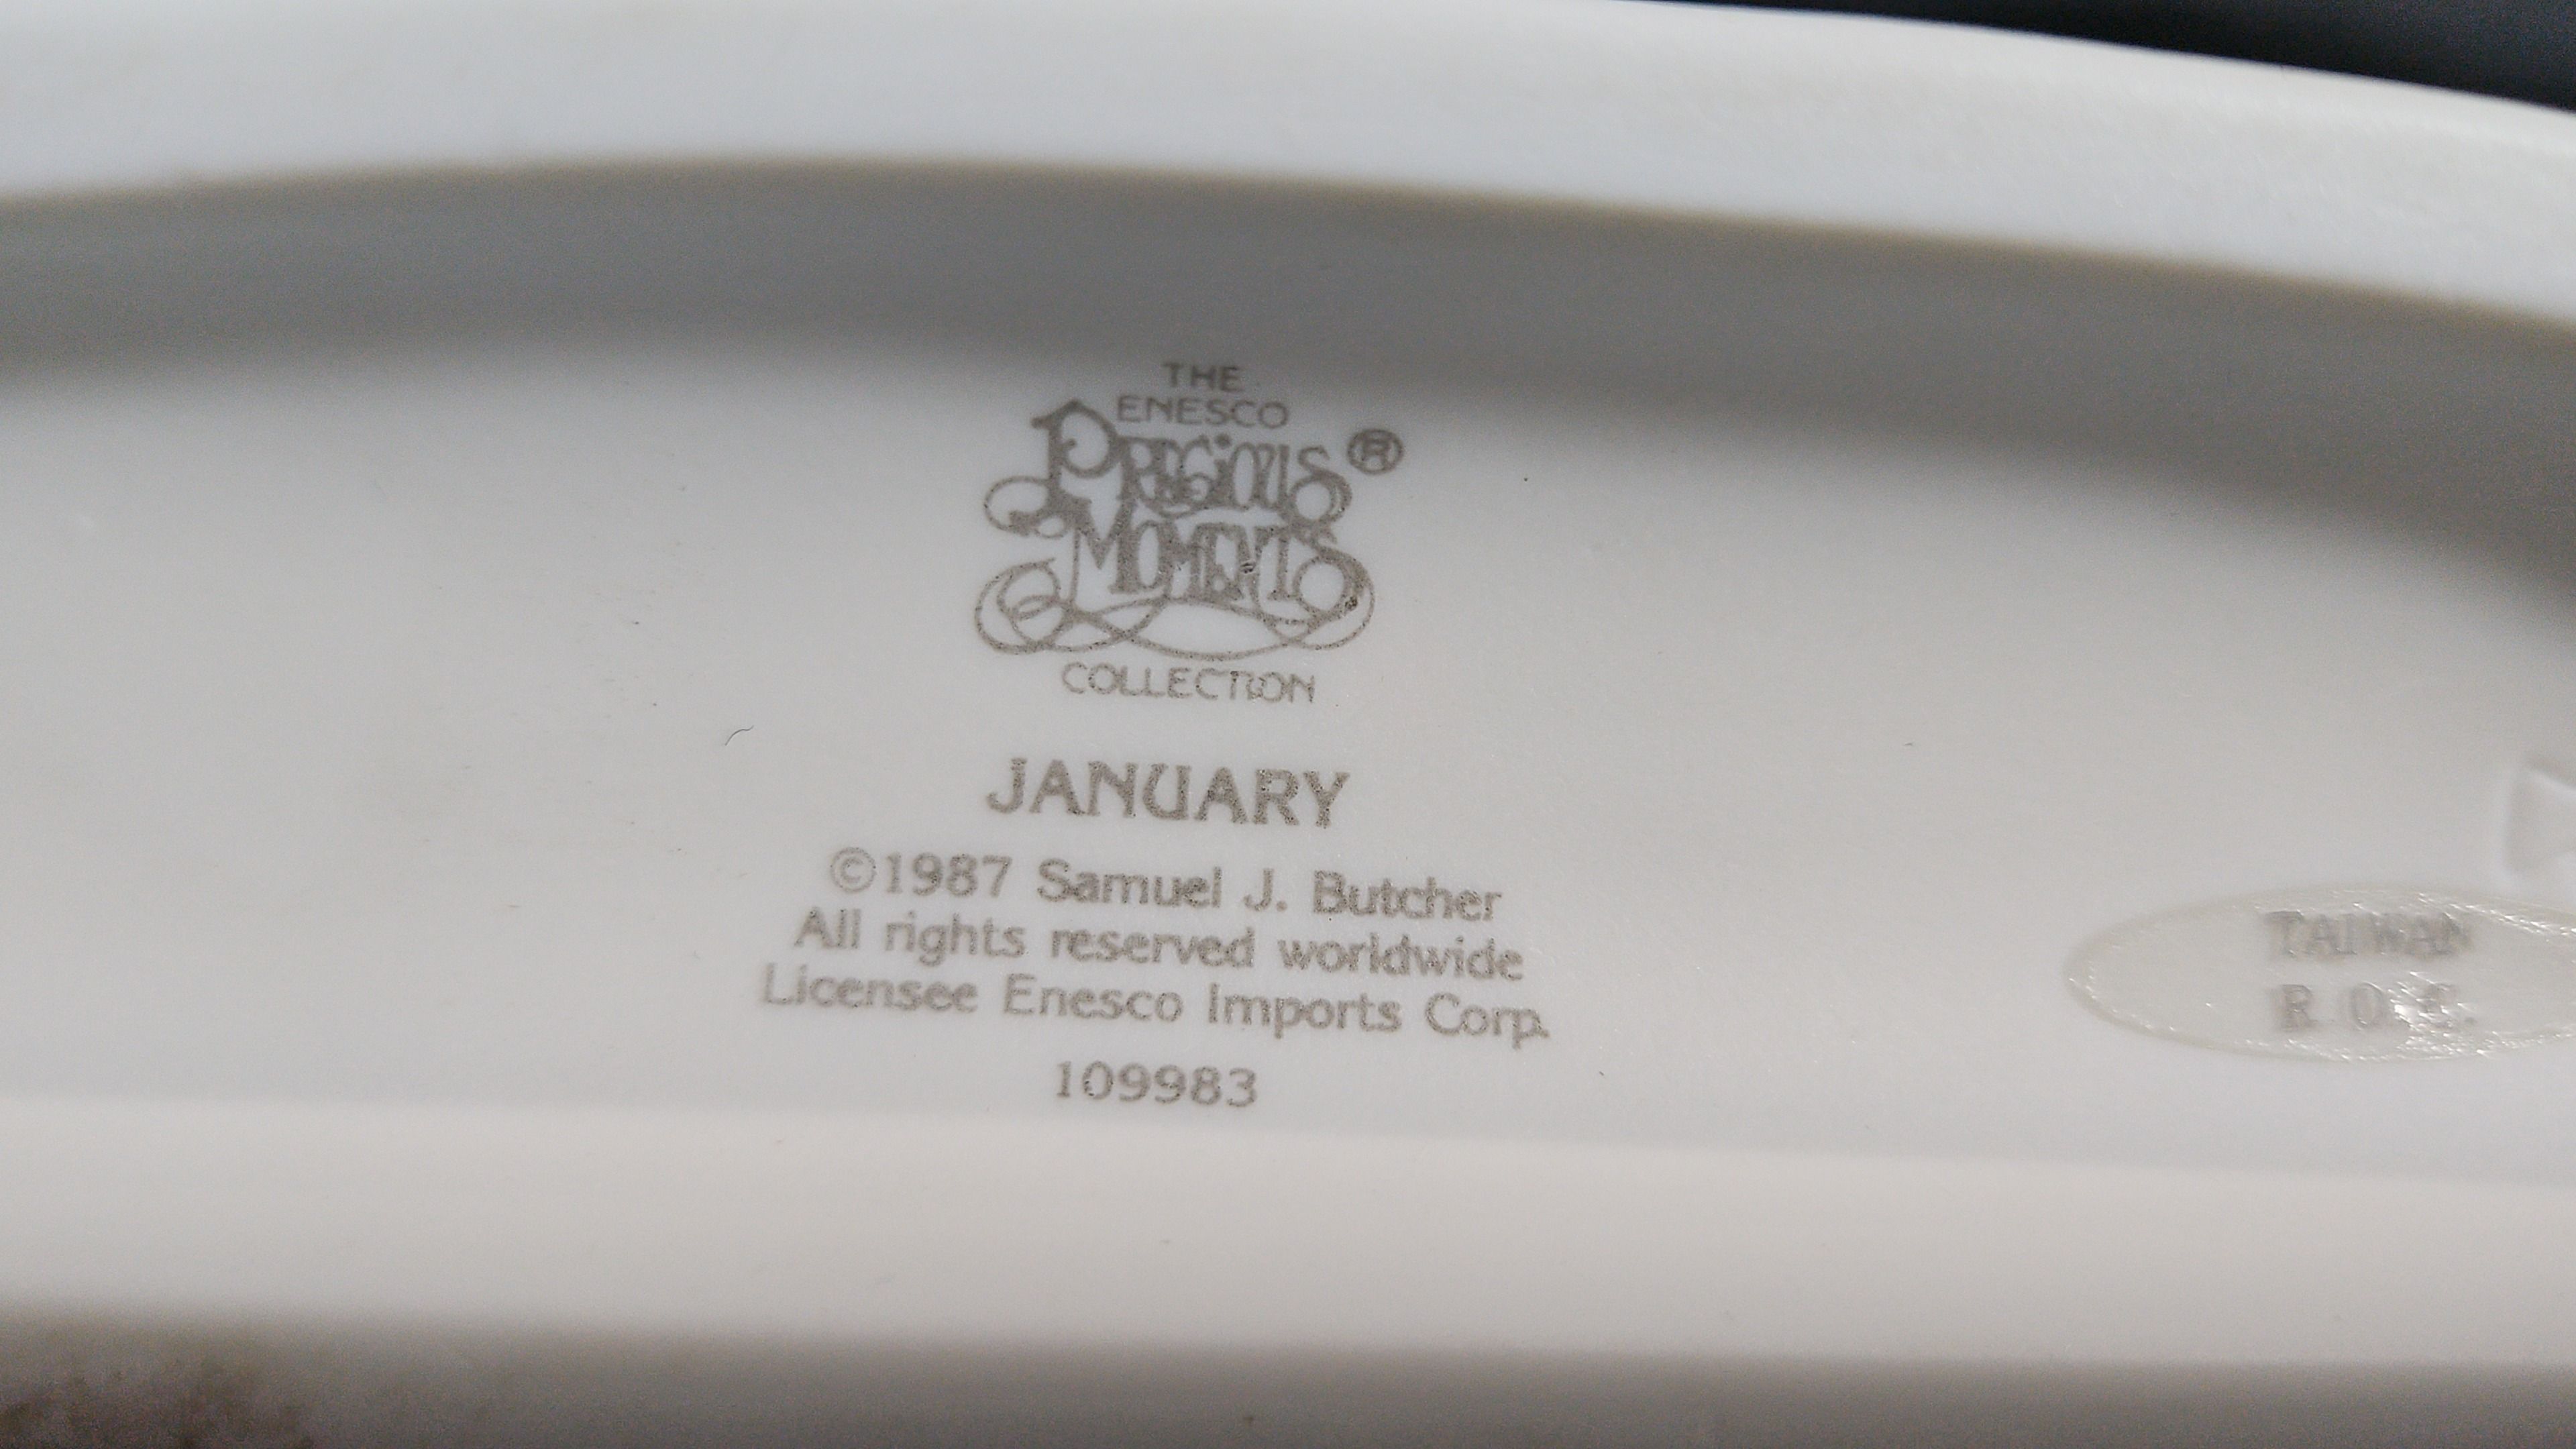 THE
ENESCO
PRECIOUS ®
MOMENTS
COLLECTION
JANUARY
©1987 Samuel J. Butcher
All rights reserved worldwide
Licensee Enesco Imports Corp.
109983
TAIWAN
R.O.C.